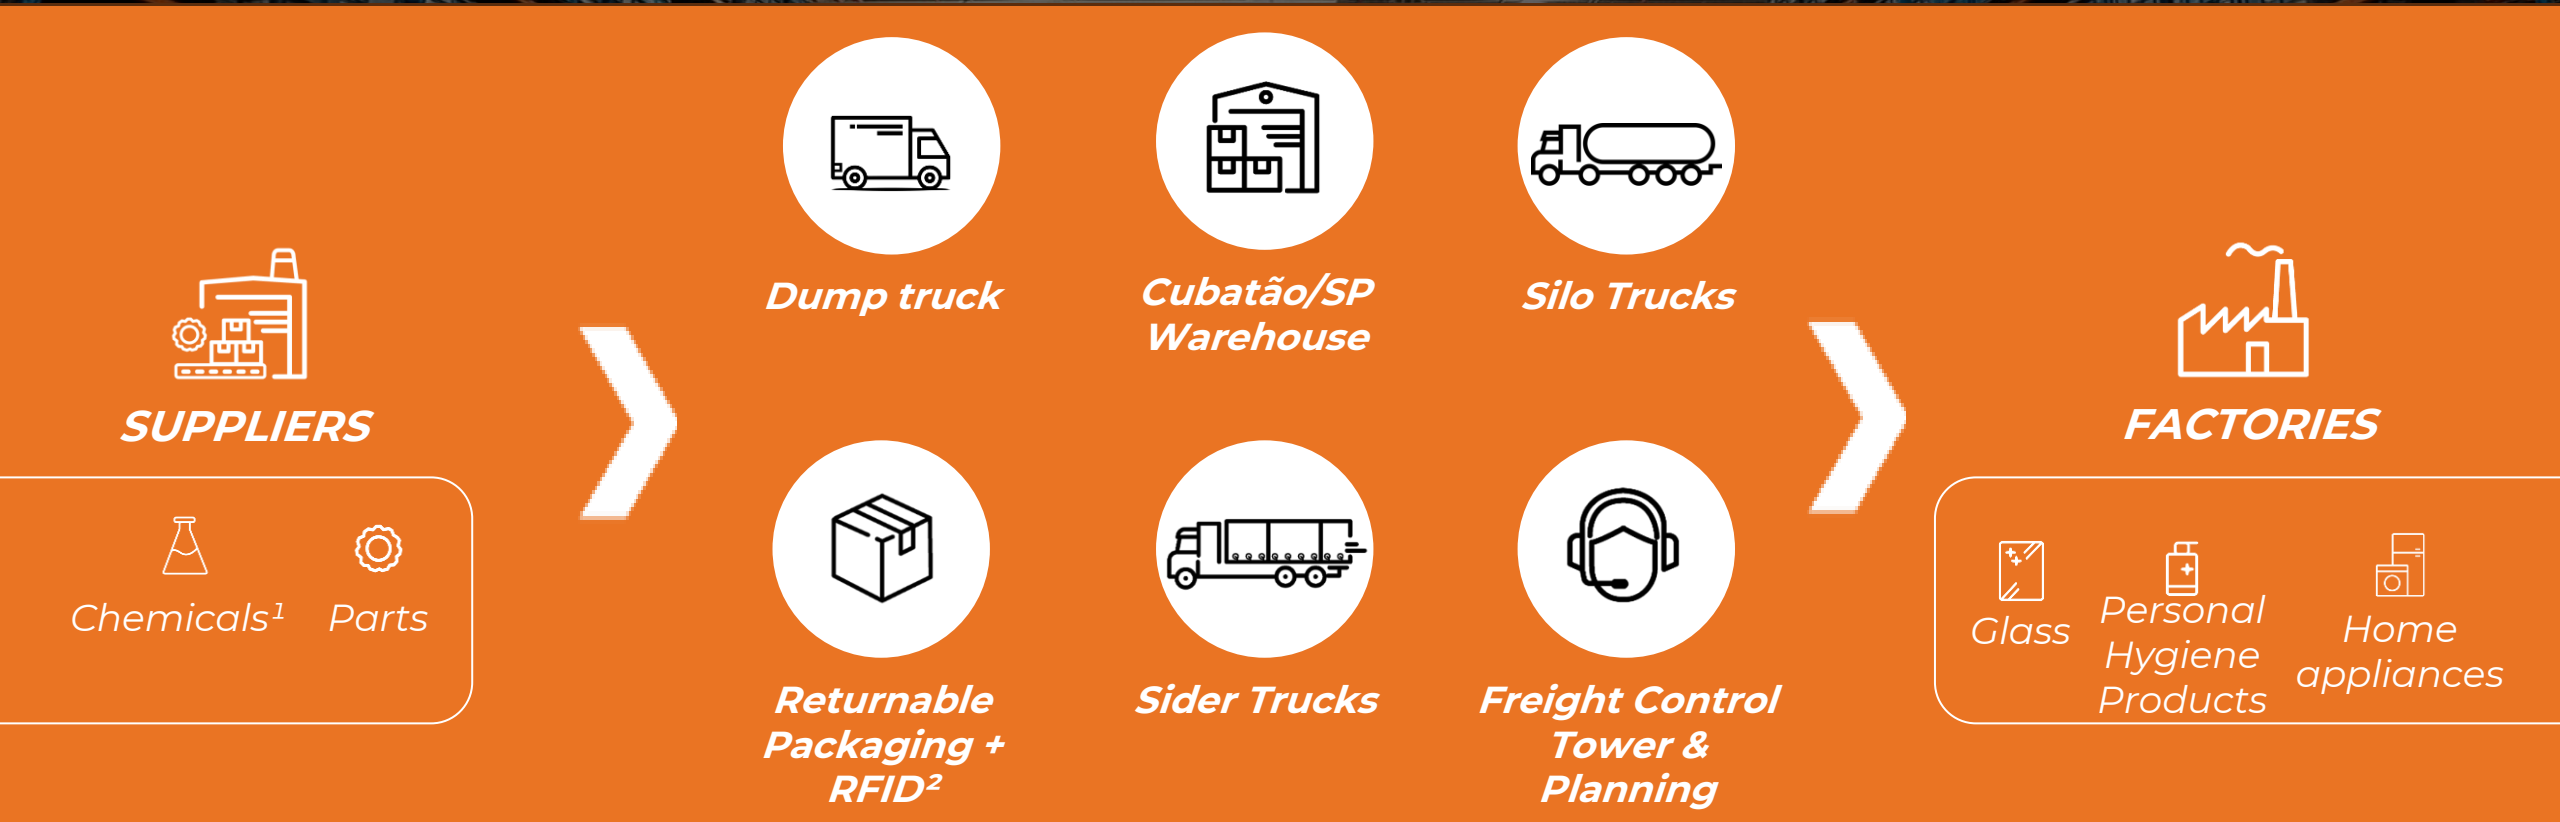 SUPPLIERS
Chemicals¹
Parts
Dump truck
Cubatão/SP
Warehouse
Silo Trucks
Returnable
Packaging +
RFID²
Sider Trucks
Freight Control
Tower &
Planning
FACTORIES
Glass
Personal
Hygiene
Products
Home
appliances